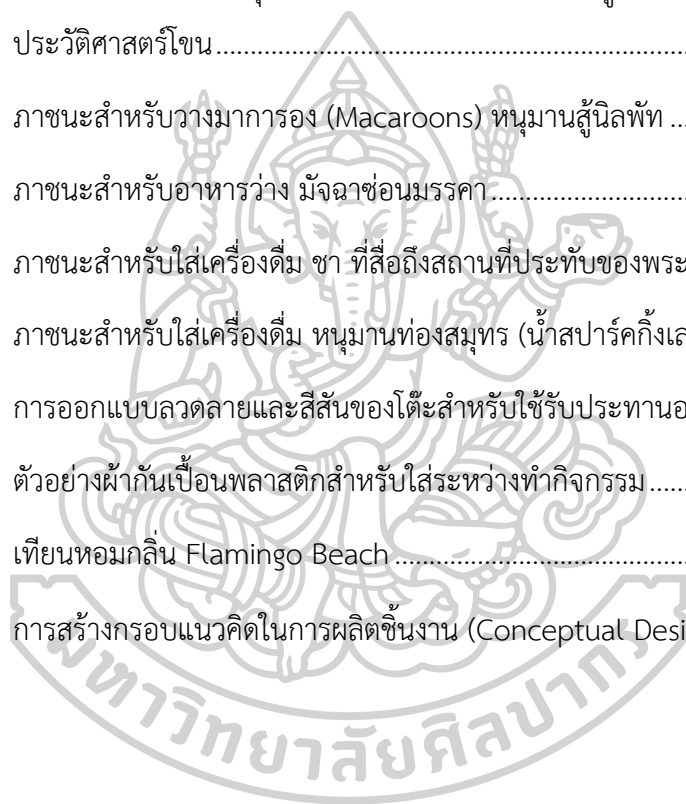 ประวัติศาสตร์โขน........................................................................
ภาชนะสำหรับวางมาการอง (Macaroons) หนุมานสู้นิลพัท ...
ภาชนะสำหรับอาหารว่าง มัจฉาซ่อนมรรคา.............................
ภาชนะสำหรับใส่เครื่องดื่ม ชา ที่สื่อถึงสถานที่ประทับของพระ
ภาชนะสำหรับใส่เครื่องดื่ม หนุมานท่องสมุทร (น้ำสปาร์คกิ้งเล
การออกแบบลวดลายและสีสันของโต๊ะสำหรับใช้รับประทานอ
ตัวอย่างผ้ากันเปื้อนพลาสติกสำหรับใส่ระหว่างทำกิจกรรม......
เทียนหอมกลิ่น Flamingo Beach...........................................
การสร้างกรอบแนวคิดในการผลิตชิ้นงาน (Conceptual Desi
มหาวิทยาลัยศิลปากร